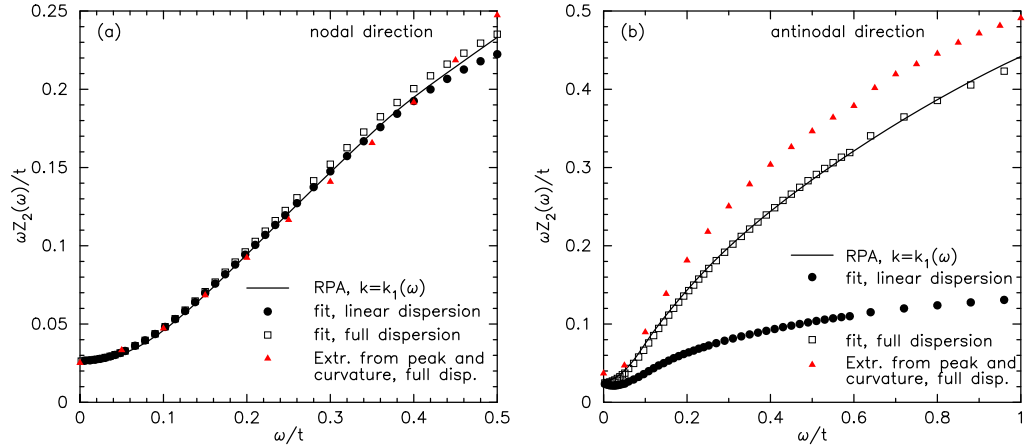 (a)
nodal direction
ωZ₂(ω)/t
0.25
0.2
0.15
0.1
0.05
0
RPA, k=k₁(ω)
fit, linear dispersion
fit, full dispersion
Extr. from peak and
curvature, full disp.
0
0.1
0.2
0.3
0.4
0.5
ω/t
(b)
antinodal direction
ωZ₂(ω)/t
0.5
0.4
0.3
0.2
0.1
0
RPA, k=k₁(ω)
fit, linear dispersion
fit, full dispersion
Extr. from peak and
curvature, full disp.
0
0.2
0.4
0.6
0.8
1
ω/t